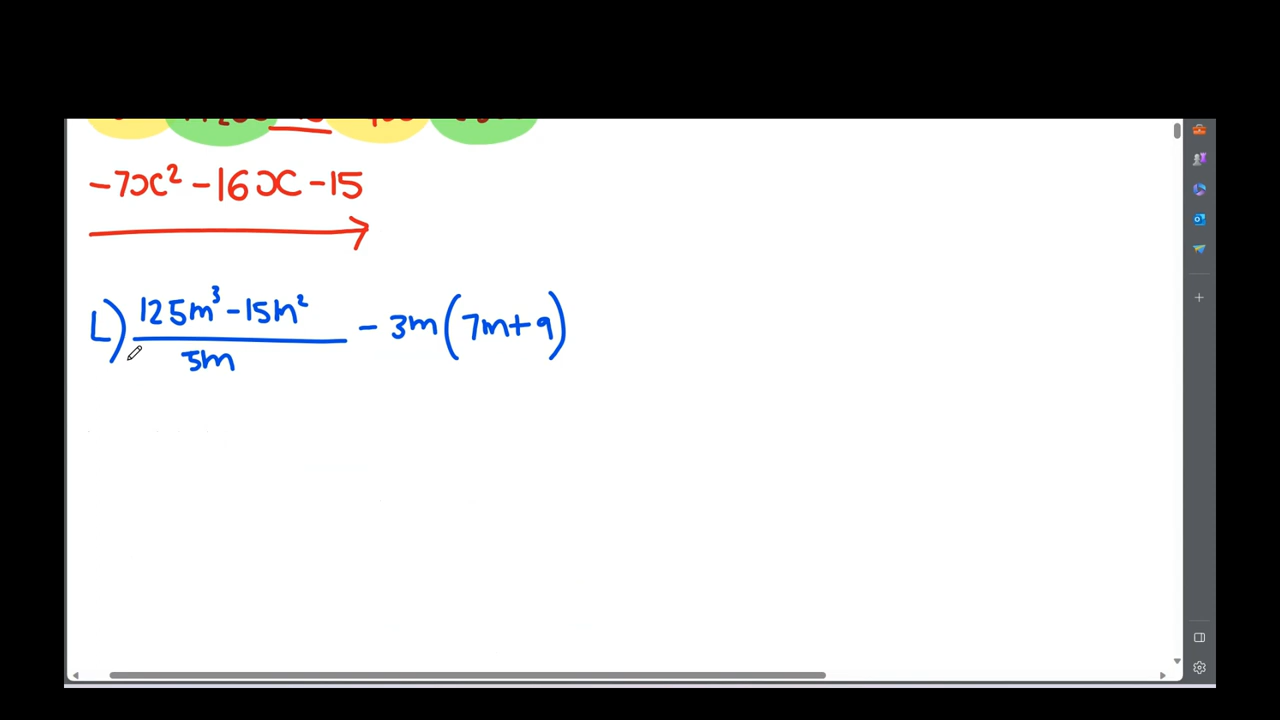 -7x² -16x -15
L) 125m³ - 15m² / 5m - 3m(7m+9)